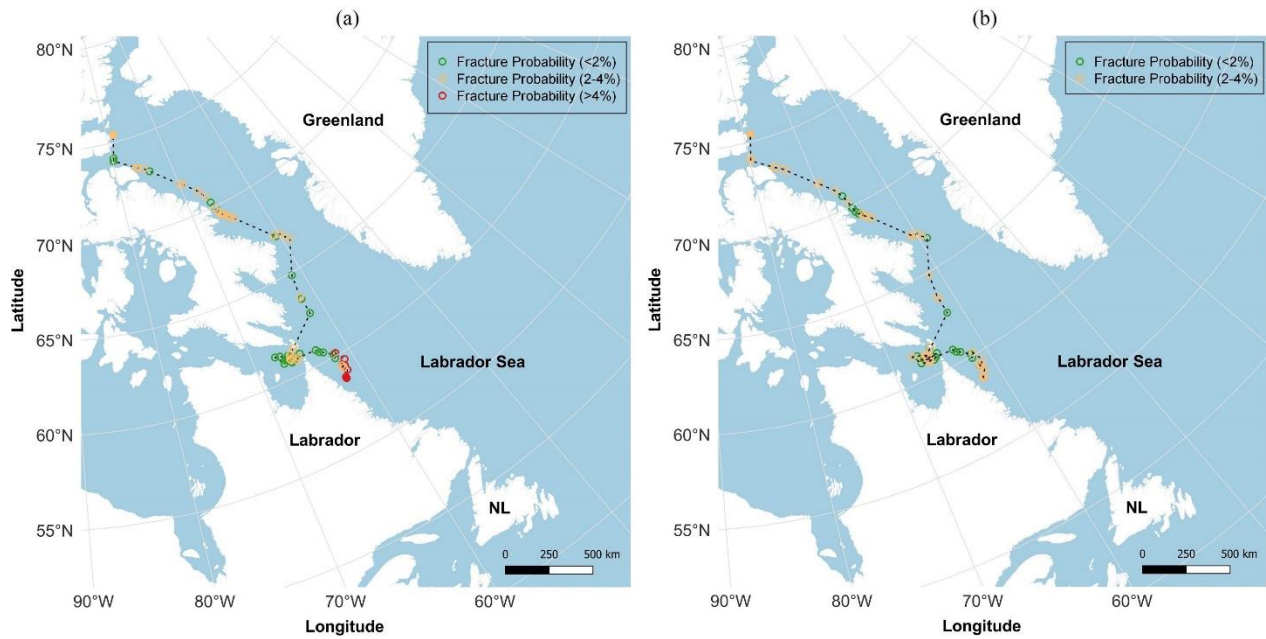 (a)
80°N
75°N
70°N
65°N
60°N
55°N
Latitude
Fracture Probability (<2%)
Fracture Probability (2-4%)
Fracture Probability (>4%)
Greenland
Labrador Sea
Labrador
NL
0 250 500 km
90°W 80°W 70°W 60°W
Longitude
(b)
80°N
75°N
70°N
65°N
60°N
55°N
Latitude
Fracture Probability (<2%)
Fracture Probability (2-4%)
Greenland
Labrador Sea
Labrador
NL
0 250 500 km
90°W 80°W 70°W 60°W
Longitude